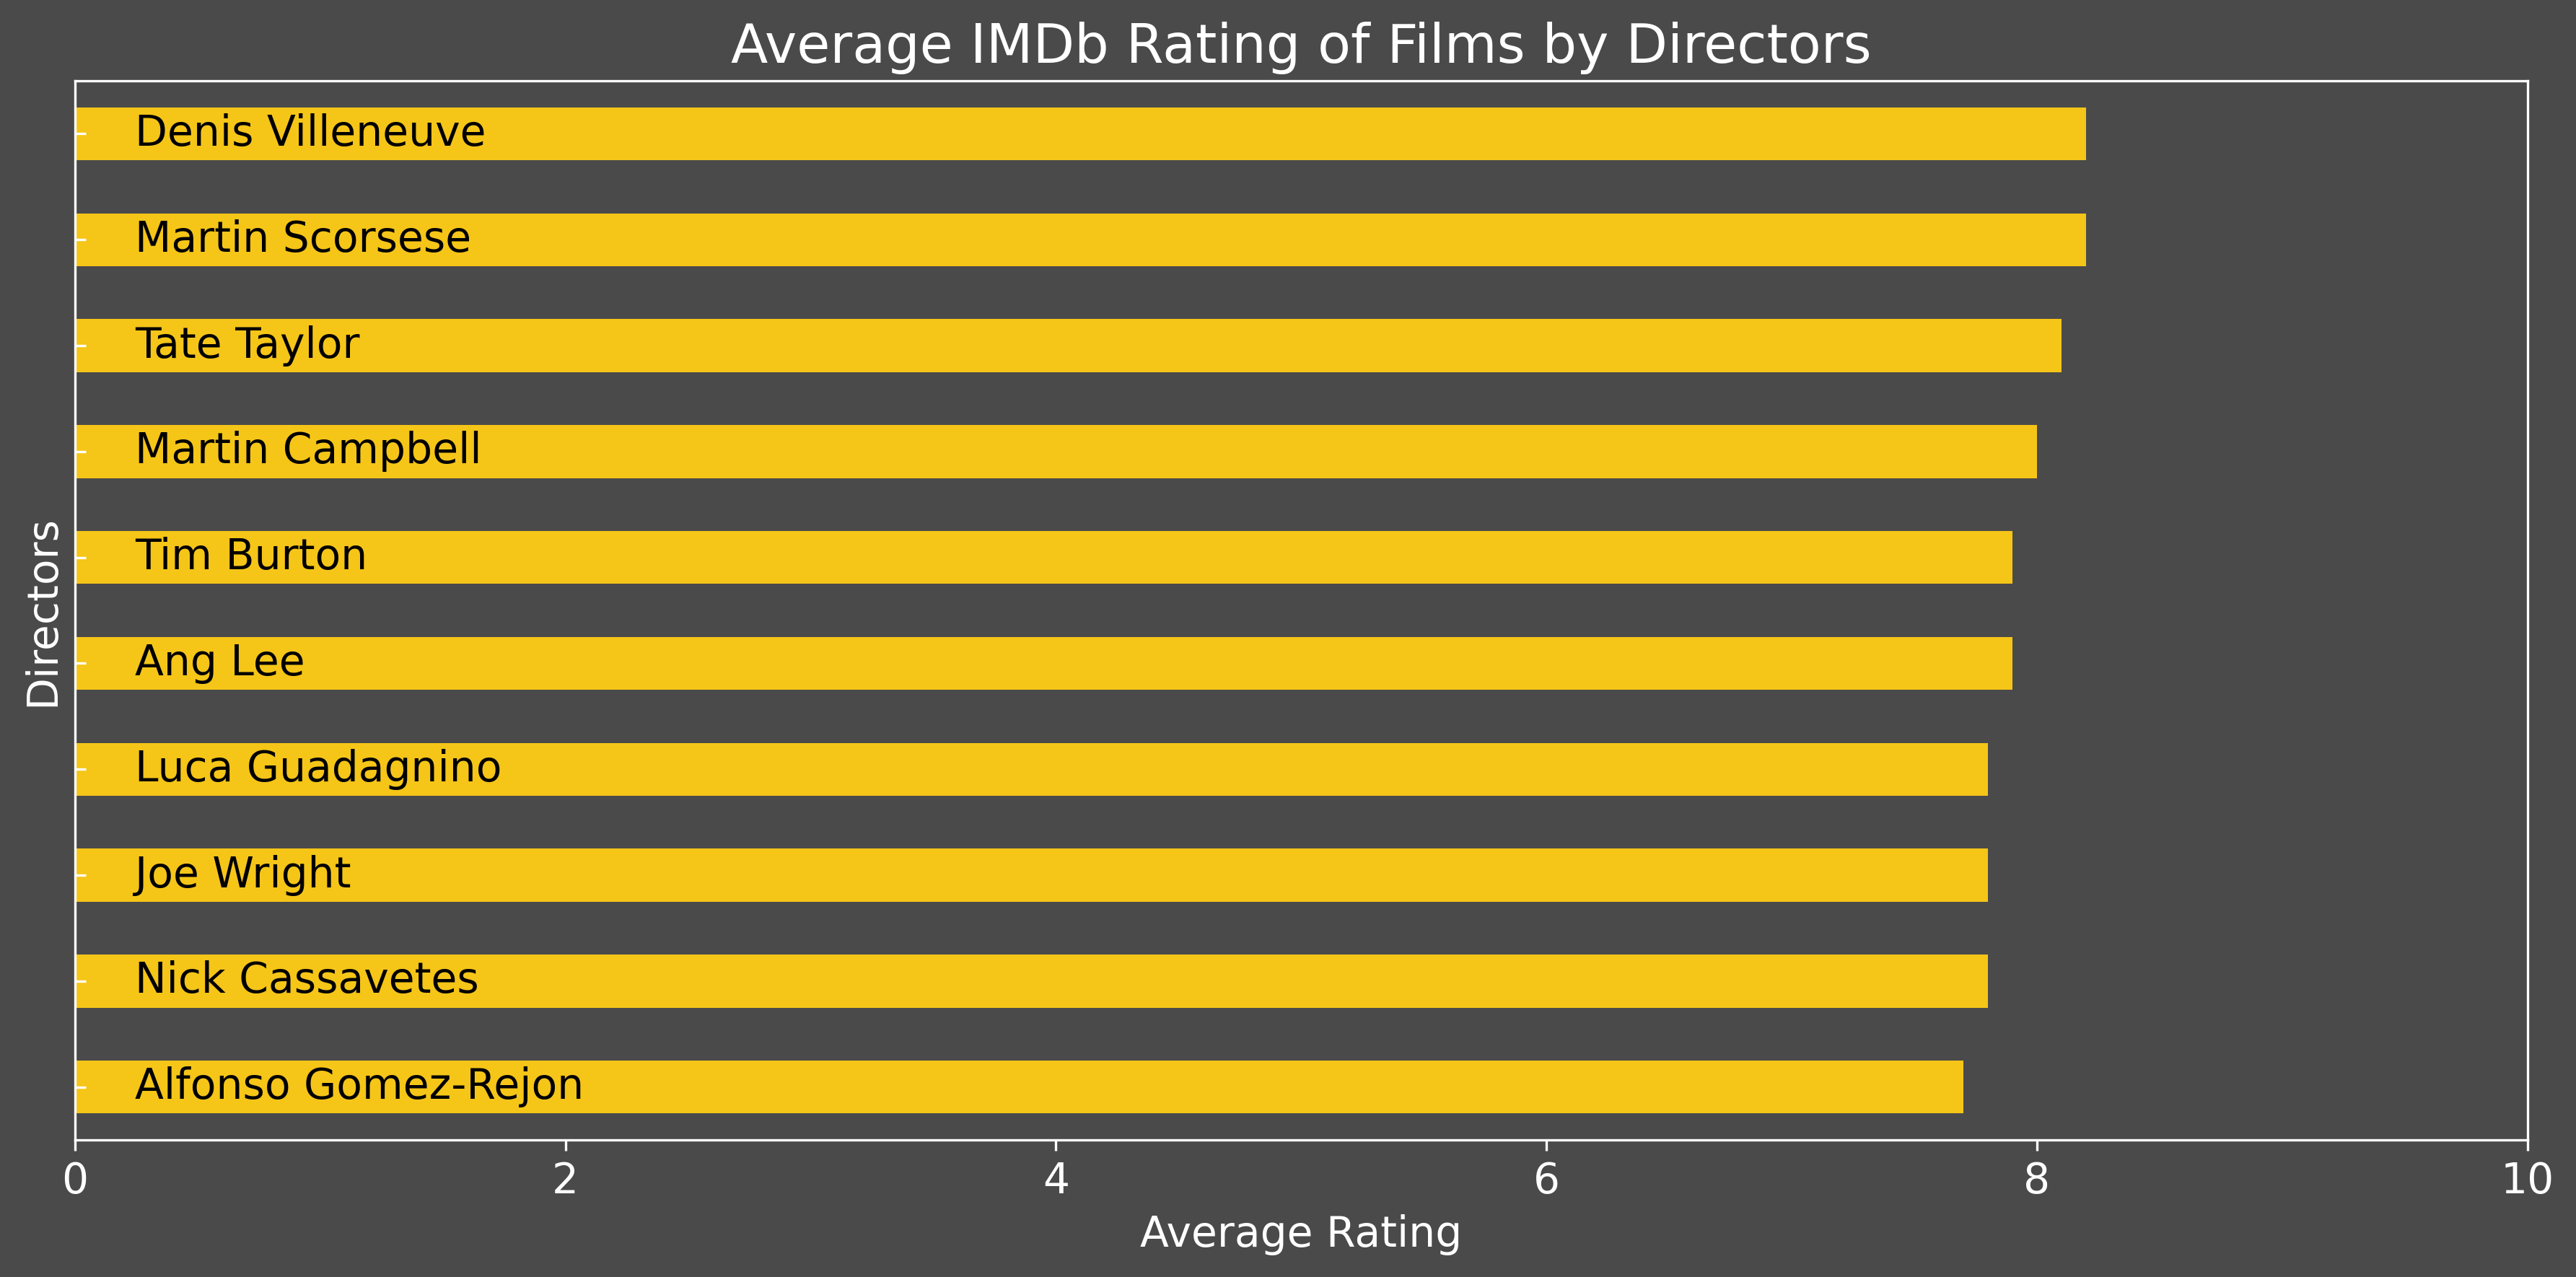 Average IMDb Rating of Films by Directors
Denis Villeneuve
Martin Scorsese
Tate Taylor
Martin Campbell
Tim Burton
Ang Lee
Luca Guadagnino
Joe Wright
Nick Cassavetes
Alfonso Gomez-Rejon
Directors
0 2 4 6 8 10
Average Rating